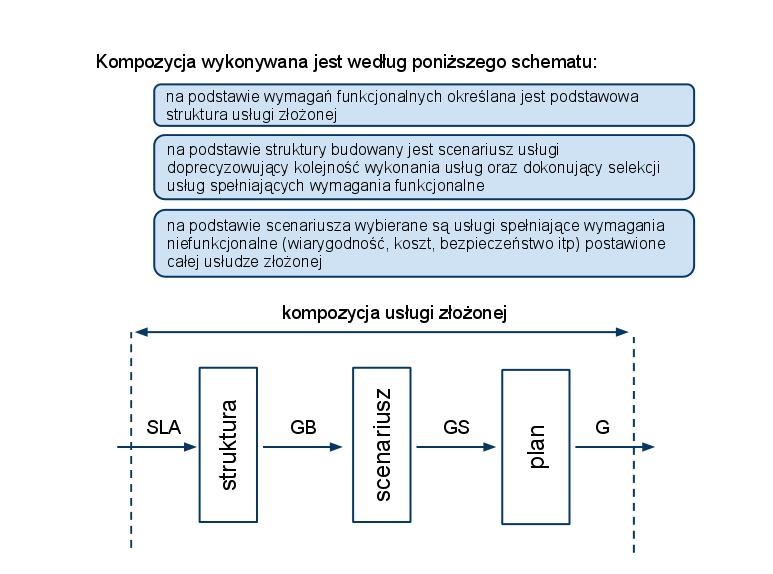 Kompozycja wykonywana jest według poniższego schematu:
na podstawie wymagań funkcjonalnych określana jest podstawowa
struktura usługi złożonej
na podstawie struktury budowany jest scenariusz usługi
doprecyzowujący kolejność wykonania usług oraz dokonujący selekcji
usług spełniających wymagania funkcjonalne
na podstawie scenariusza wybierane są usługi spełniające wymagania
niefunkcjonalne (wiarygodność, koszt, bezpieczeństwo itp) postawione
całej usłudze złożonej
kompozycja usługi złożonej
SLA
struktura
GB
scenariusz
GS
plan
G